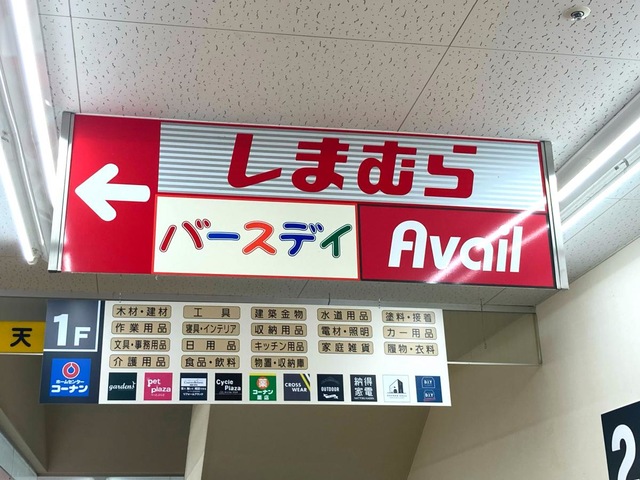 しまむら
バースデイ Avail
天
1F
木材・建材 工具 建築金物 水道用品 塗料・接着
作業用品 寝具・インテリア 収納用品 電材・照明 カー用品
文具・事務用品 日用品 キッチン用品 家庭雑貨 履物・衣料
介護用品 食品・飲料 物置・収納庫
ホームセンター
コーナン
garden
pet plaza
Cycle Plaza
コーナン
薬店
CROSS WEAR
OUTDOOR
納得
家電
DIY
2